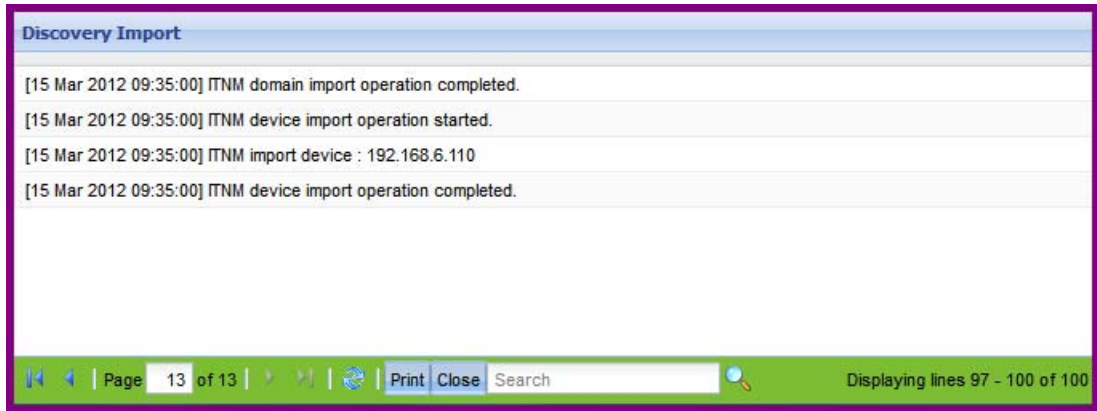 Discovery Import
[15 Mar 2012 09:35:00] ITNM domain import operation completed.
[15 Mar 2012 09:35:00] ITNM device import operation started.
[15 Mar 2012 09:35:00] ITNM import device : 192.168.6.110
[15 Mar 2012 09:35:00] ITNM device import operation completed.
Page 13 of 13 Print Close Search Displaying lines 97 - 100 of 100